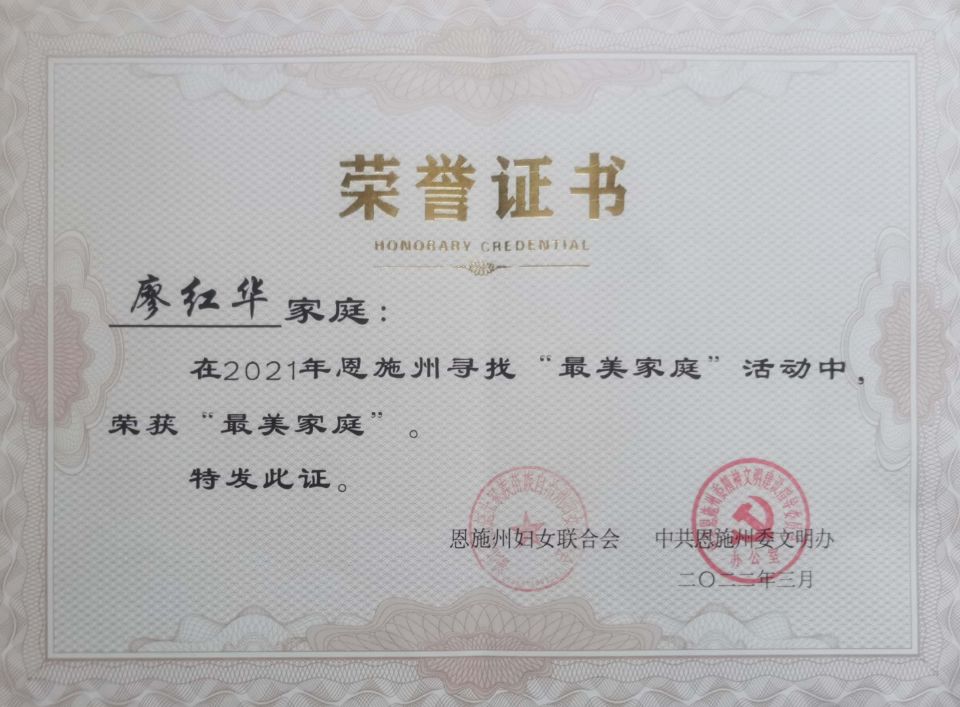 荣誉证书
HONORARY CREDENTIAL
廖红华家庭：
在2021年恩施州寻找“最美家庭”活动中，
荣获“最美家庭”。
特发此证。
恩施州妇女联合会 中共恩施州委文明办
二〇二二年三月
办公室